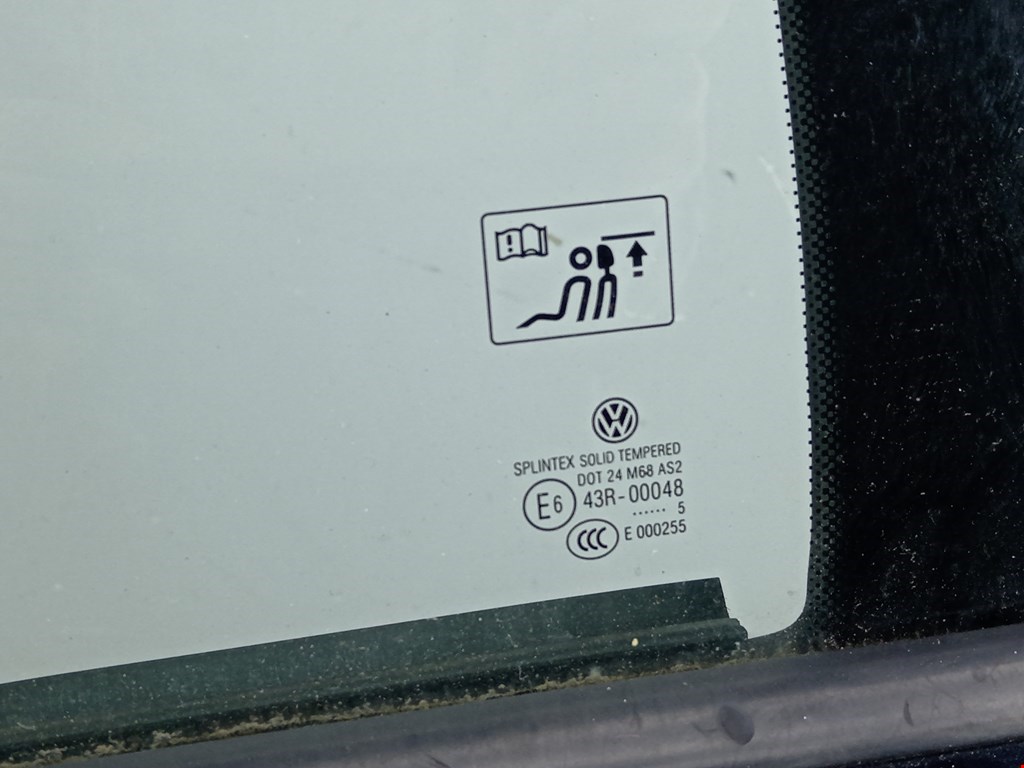 SPLINTEX SOLID TEMPERED
DOT 24 M68 AS2
E6 43R-00048
...... 5
CCC E 000255